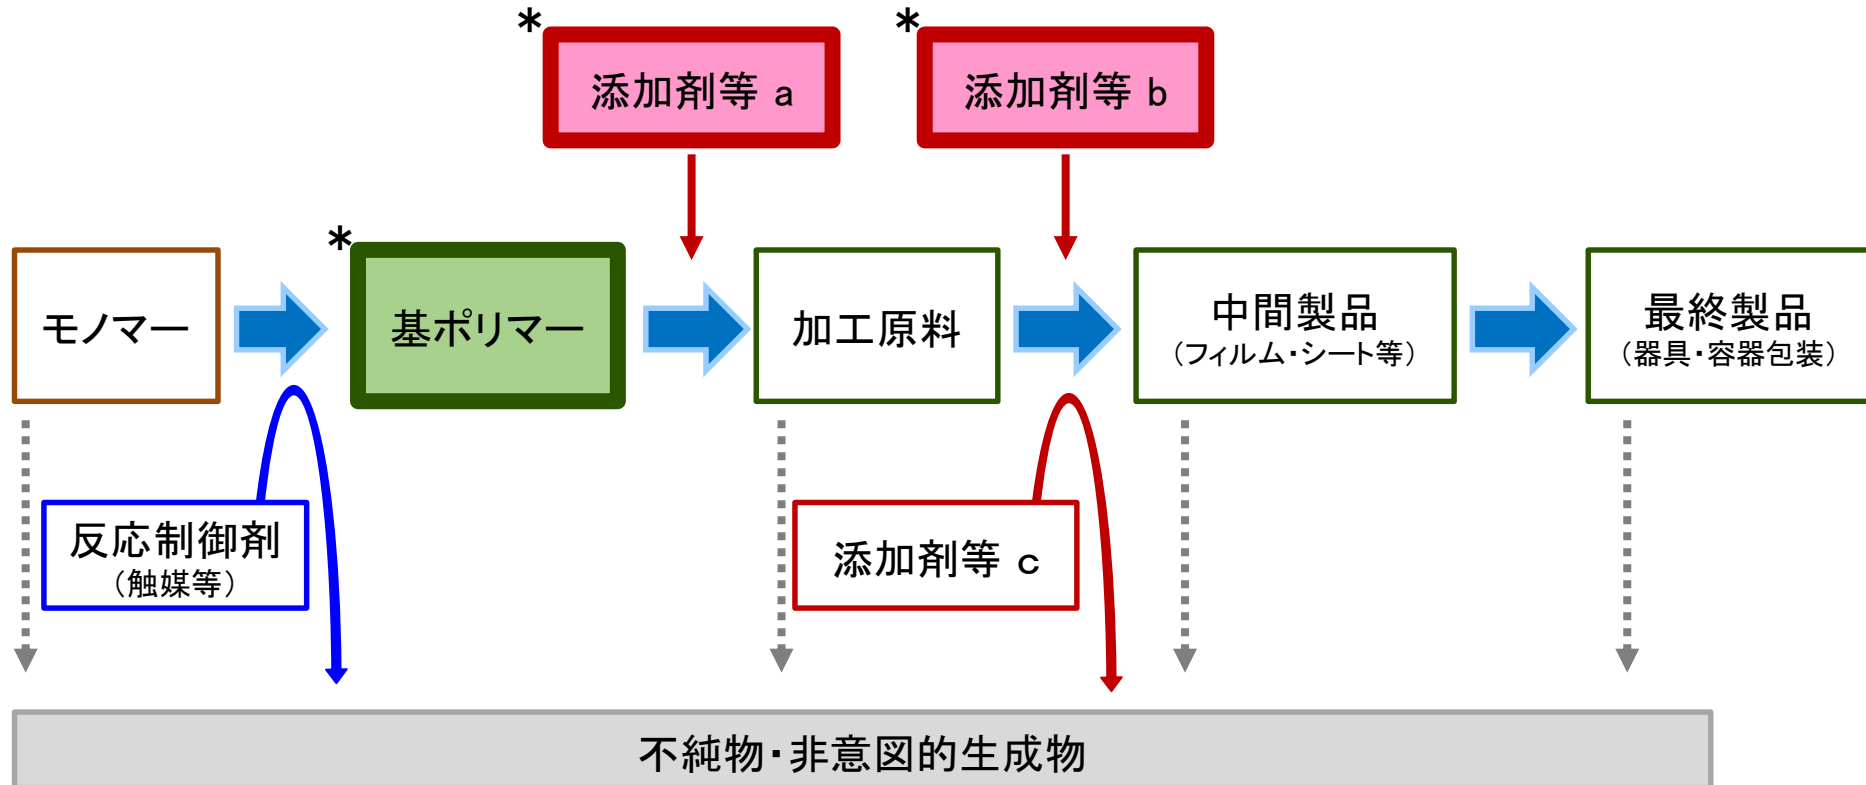 *
添加剤等 a
*
添加剤等 b
モノマー
*
基ポリマー
加工原料
中間製品
（フィルム・シート等）
最終製品
（器具・容器包装）
反応制御剤
（触媒等）
添加剤等 c
不純物・非意図的生成物